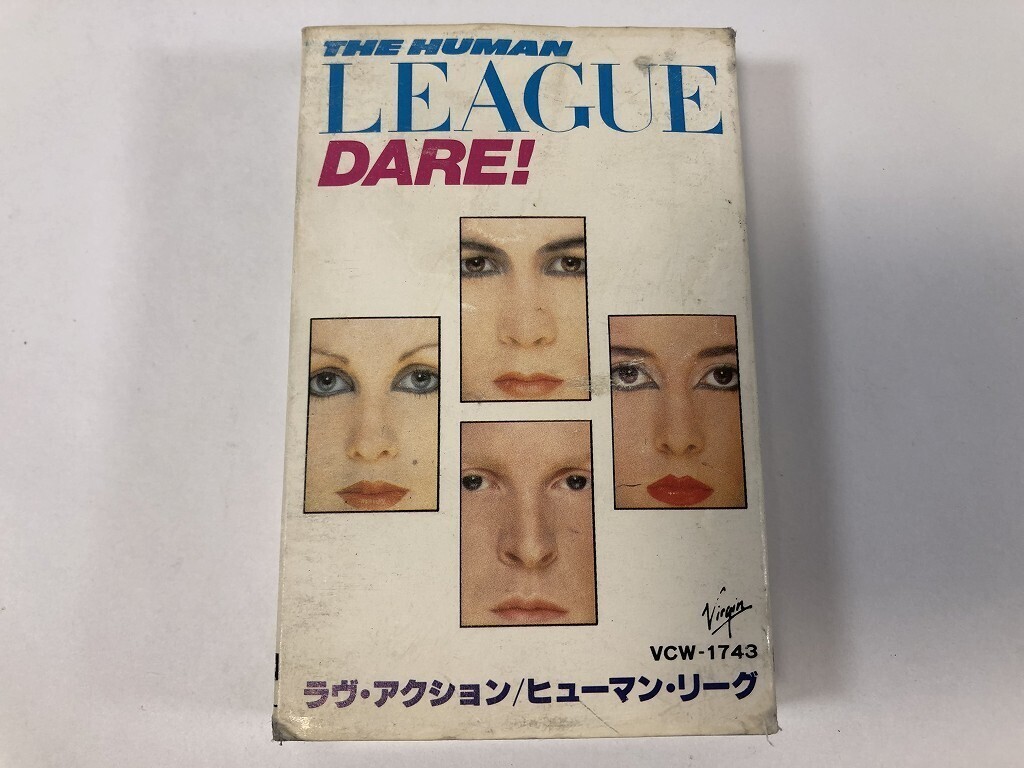 THE HUMAN
LEAGUE
DARE!
Virgin
VCW-1743
ラヴ・アクション/ヒューマン・リーグ